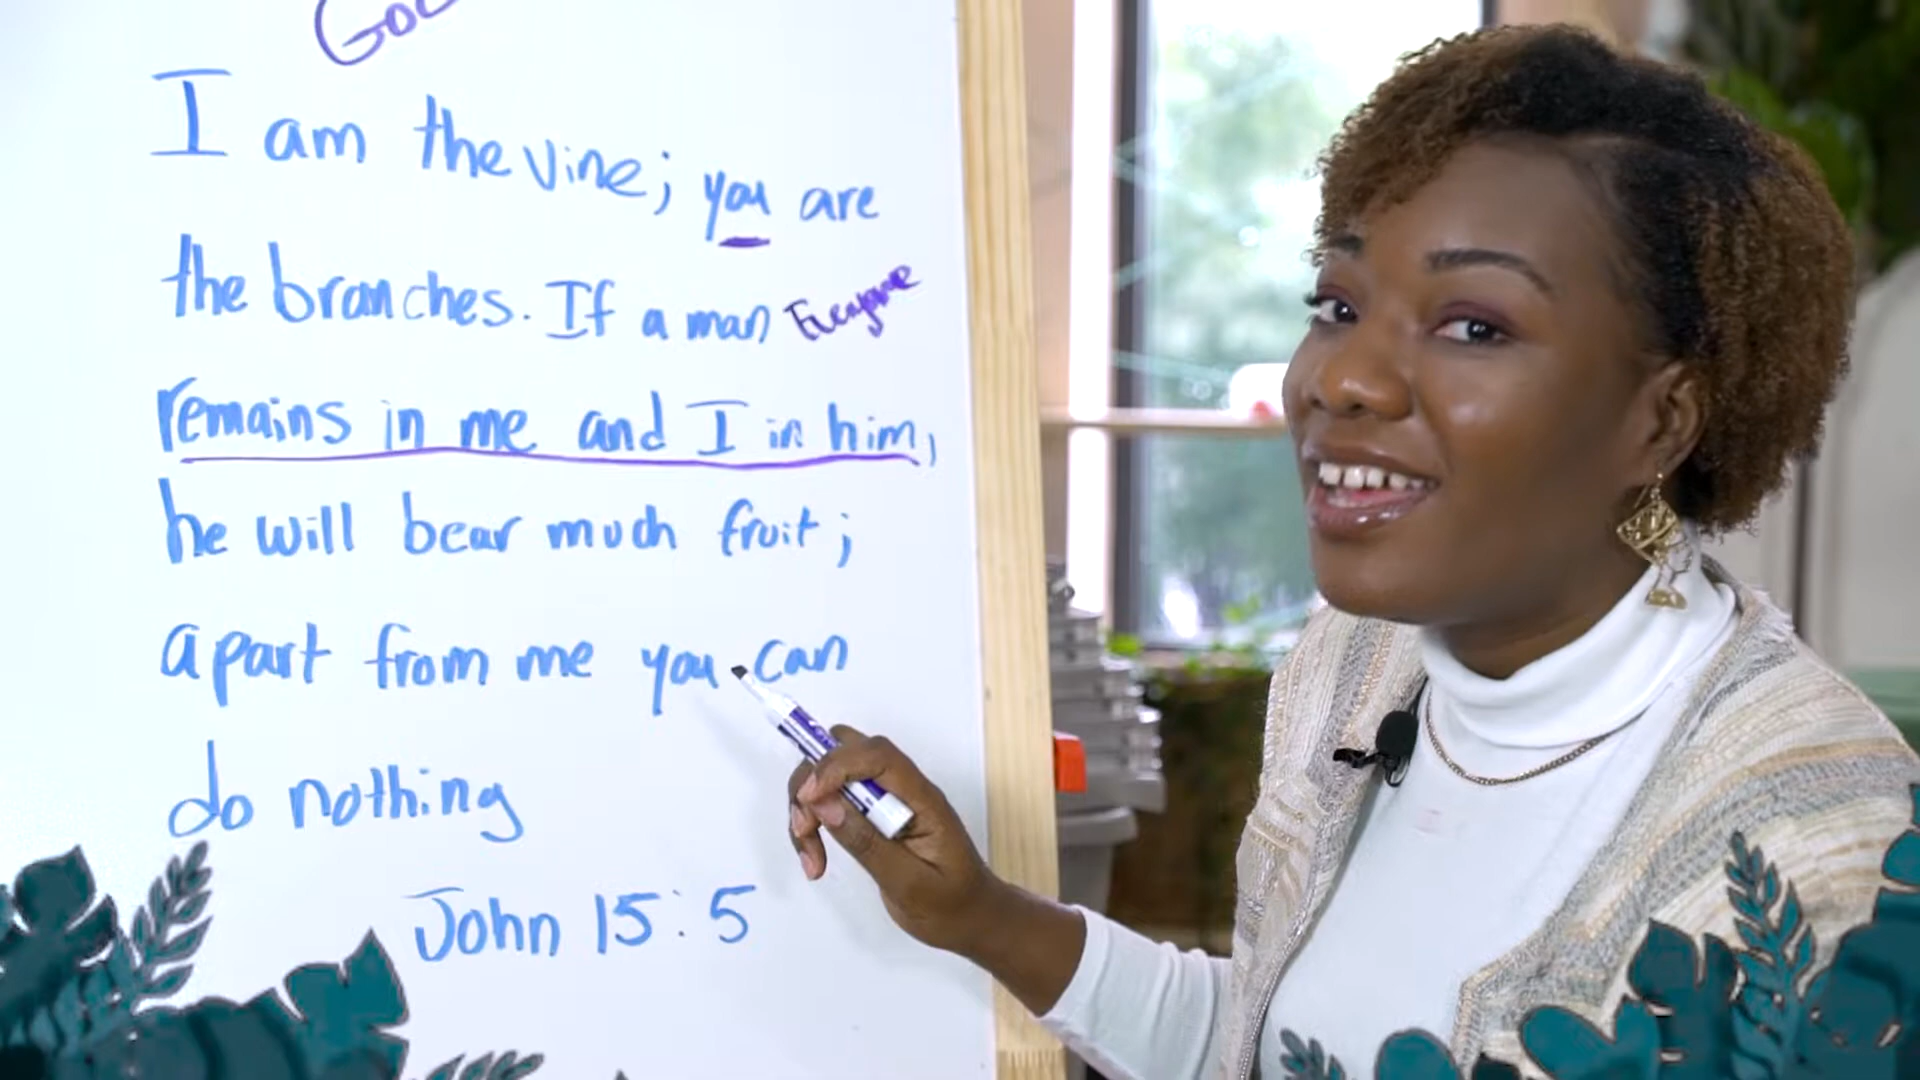 I am the vine; you are
the branches. If a man Everyone
remains in me and I in him,
he will bear much fruit;
apart from me you can
do nothing
John 15:5